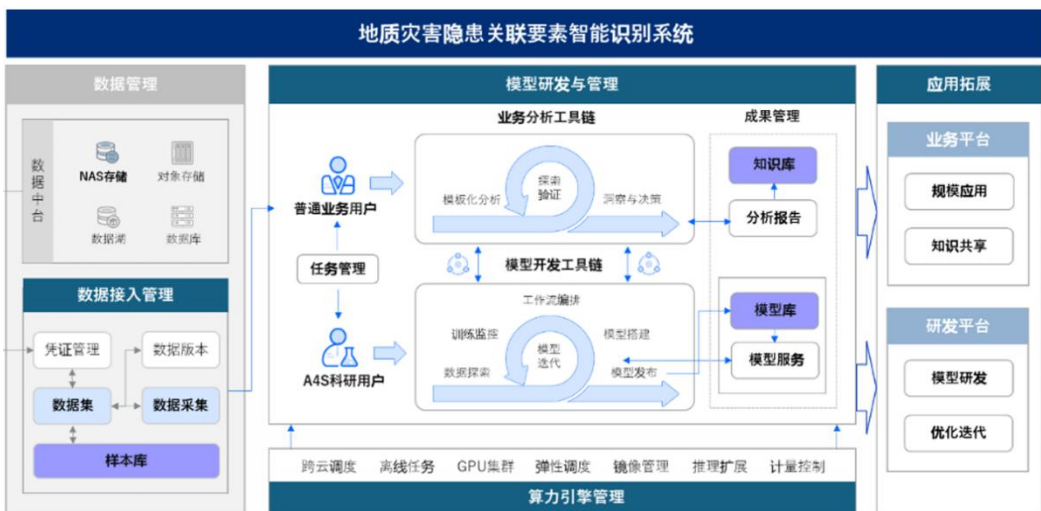 地质灾害隐患关联要素智能识别系统
数据管理
数据中台
NAS存储
对象存储
数据湖
数据库
数据接入管理
凭证管理
数据版本
数据集
数据采集
样本库
模型研发与管理
业务分析工具链
成果管理
普通业务用户
任务管理
A4S科研用户
模板化分析
探索
验证
洞察与决策
知识库
分析报告
模型开发工具链
工作流编排
训练监控
模型搭建
模型
迭代
数据探索
模型发布
模型库
模型服务
跨云调度
离线任务
GPU集群
弹性调度
镜像管理
推理扩展
计量控制
算力引擎管理
应用拓展
业务平台
规模应用
知识共享
研发平台
模型研发
优化迭代